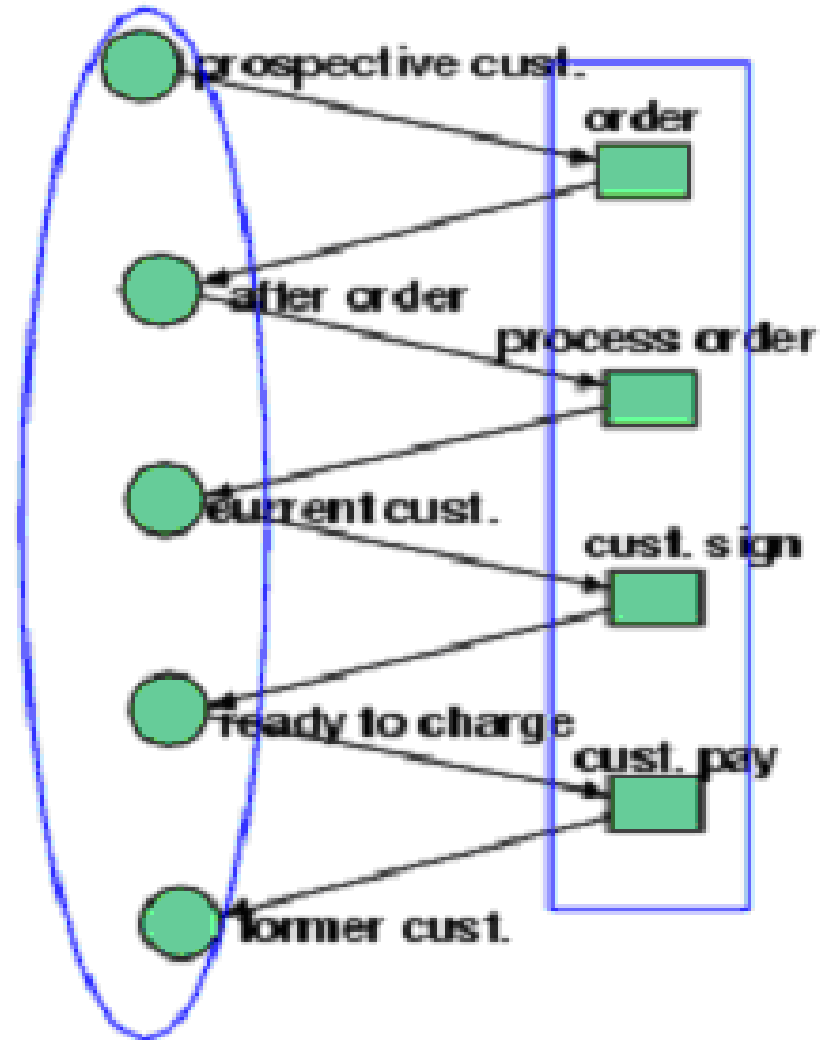 prospective cust.
order
after order
process order
current cust.
cust. sign
ready to charge
cust. pay
former cust.